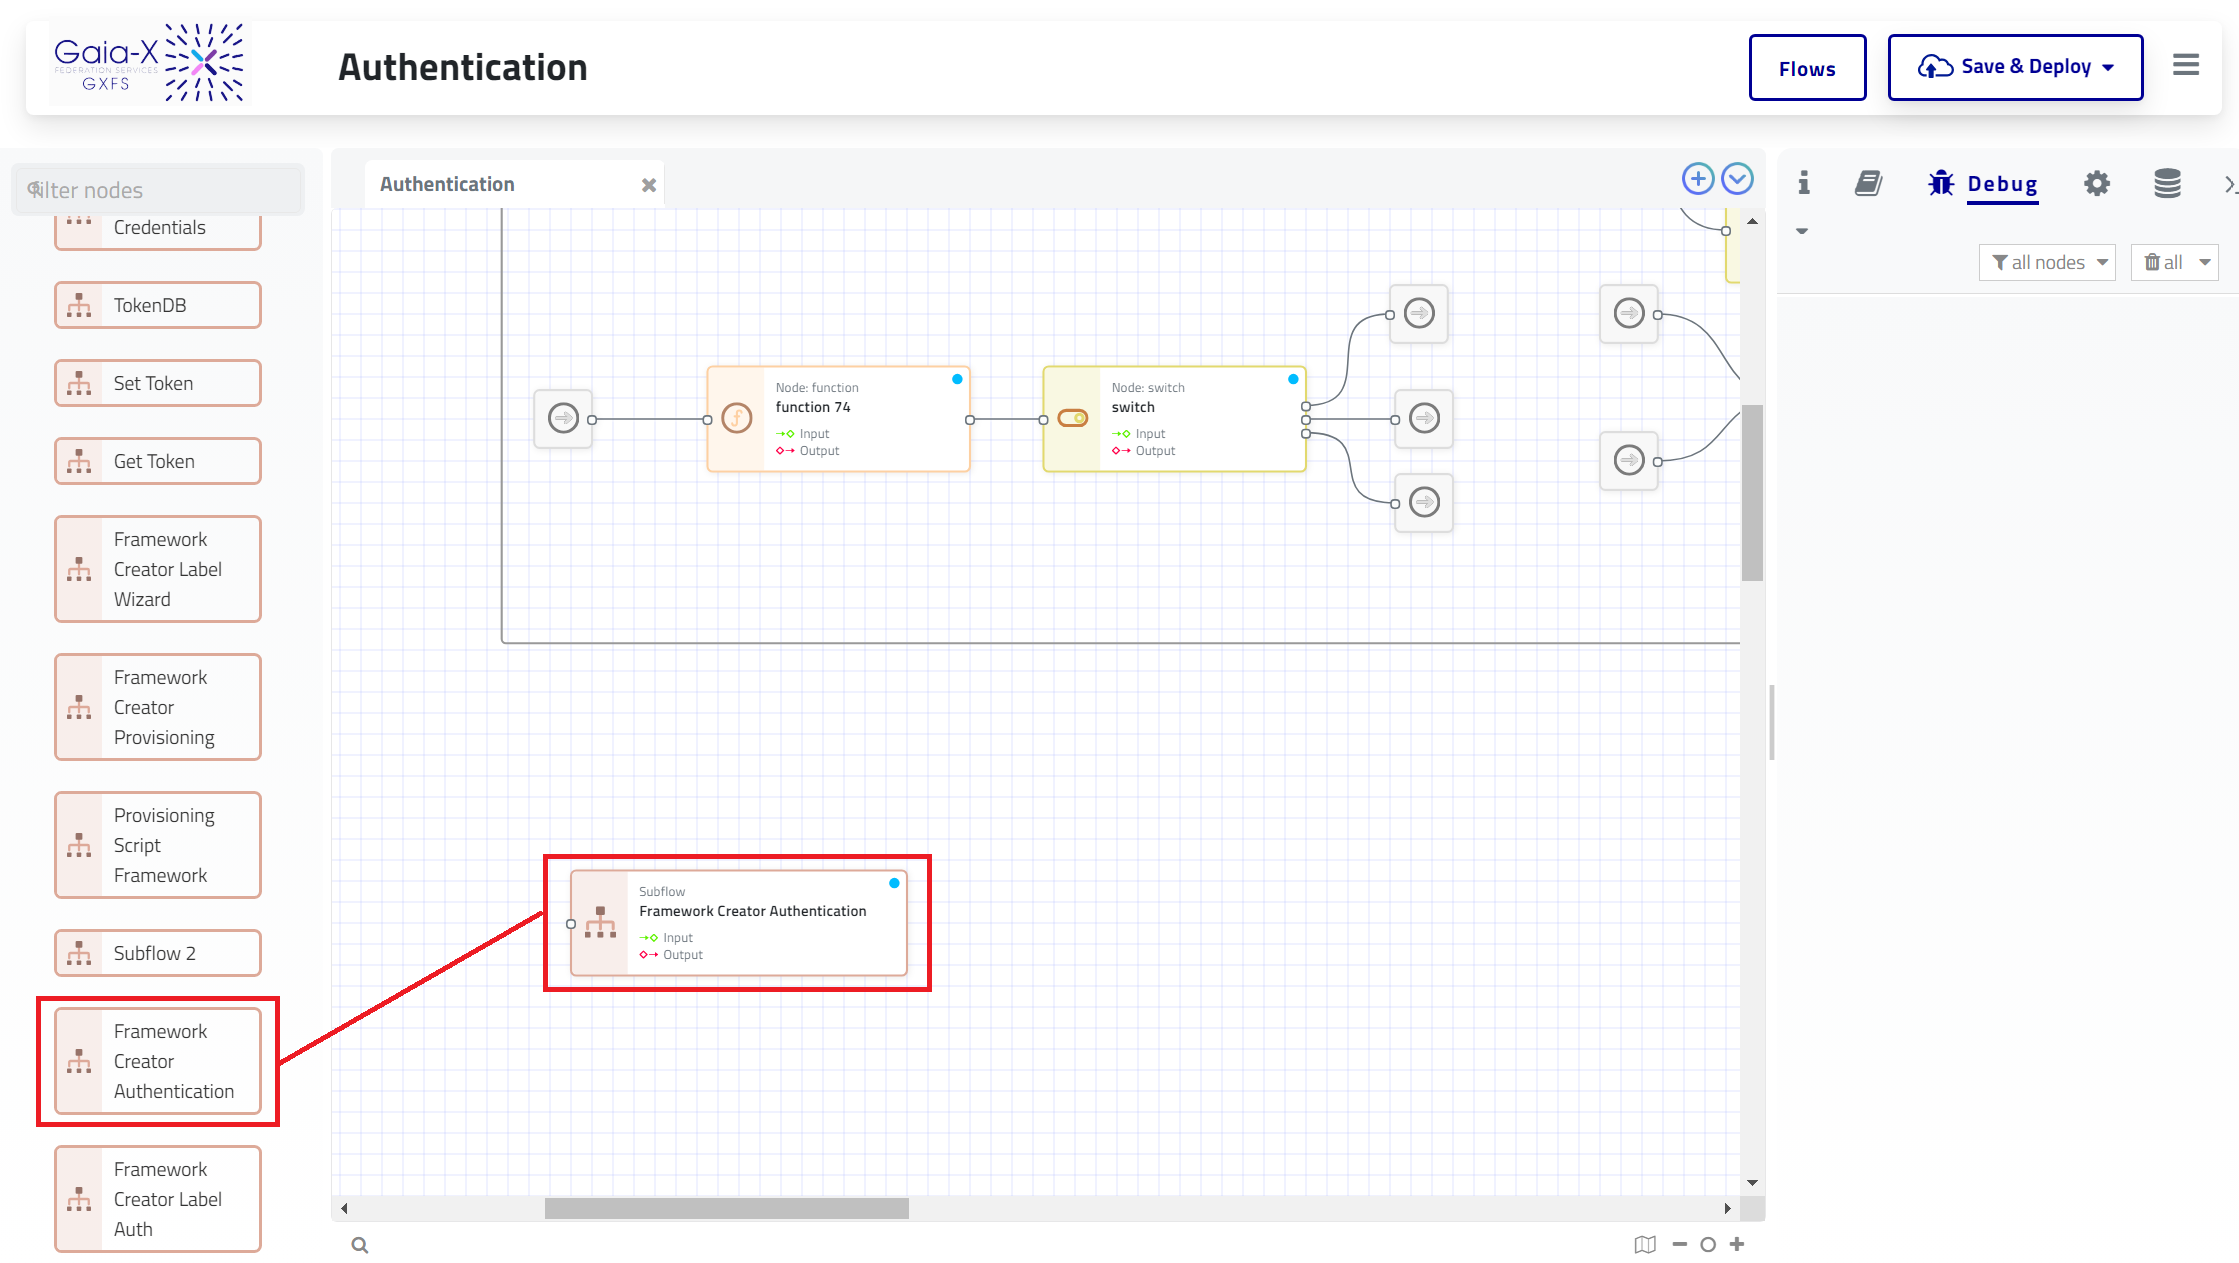 Gaia-X
FEDERATION SERVICES
GXFS
Authentication
Flows
Save & Deploy
filter nodes
Credentials
TokenDB
Set Token
Get Token
Framework
Creator Label
Wizard
Framework
Creator
Provisioning
Provisioning
Script
Framework
Subflow 2
Framework
Creator
Authentication
Framework
Creator Label
Auth
Authentication
Node: function
function 74
Input
Output
Node: switch
switch
Input
Output
Subflow
Framework Creator Authentication
Input
Output
Debug
all nodes
all